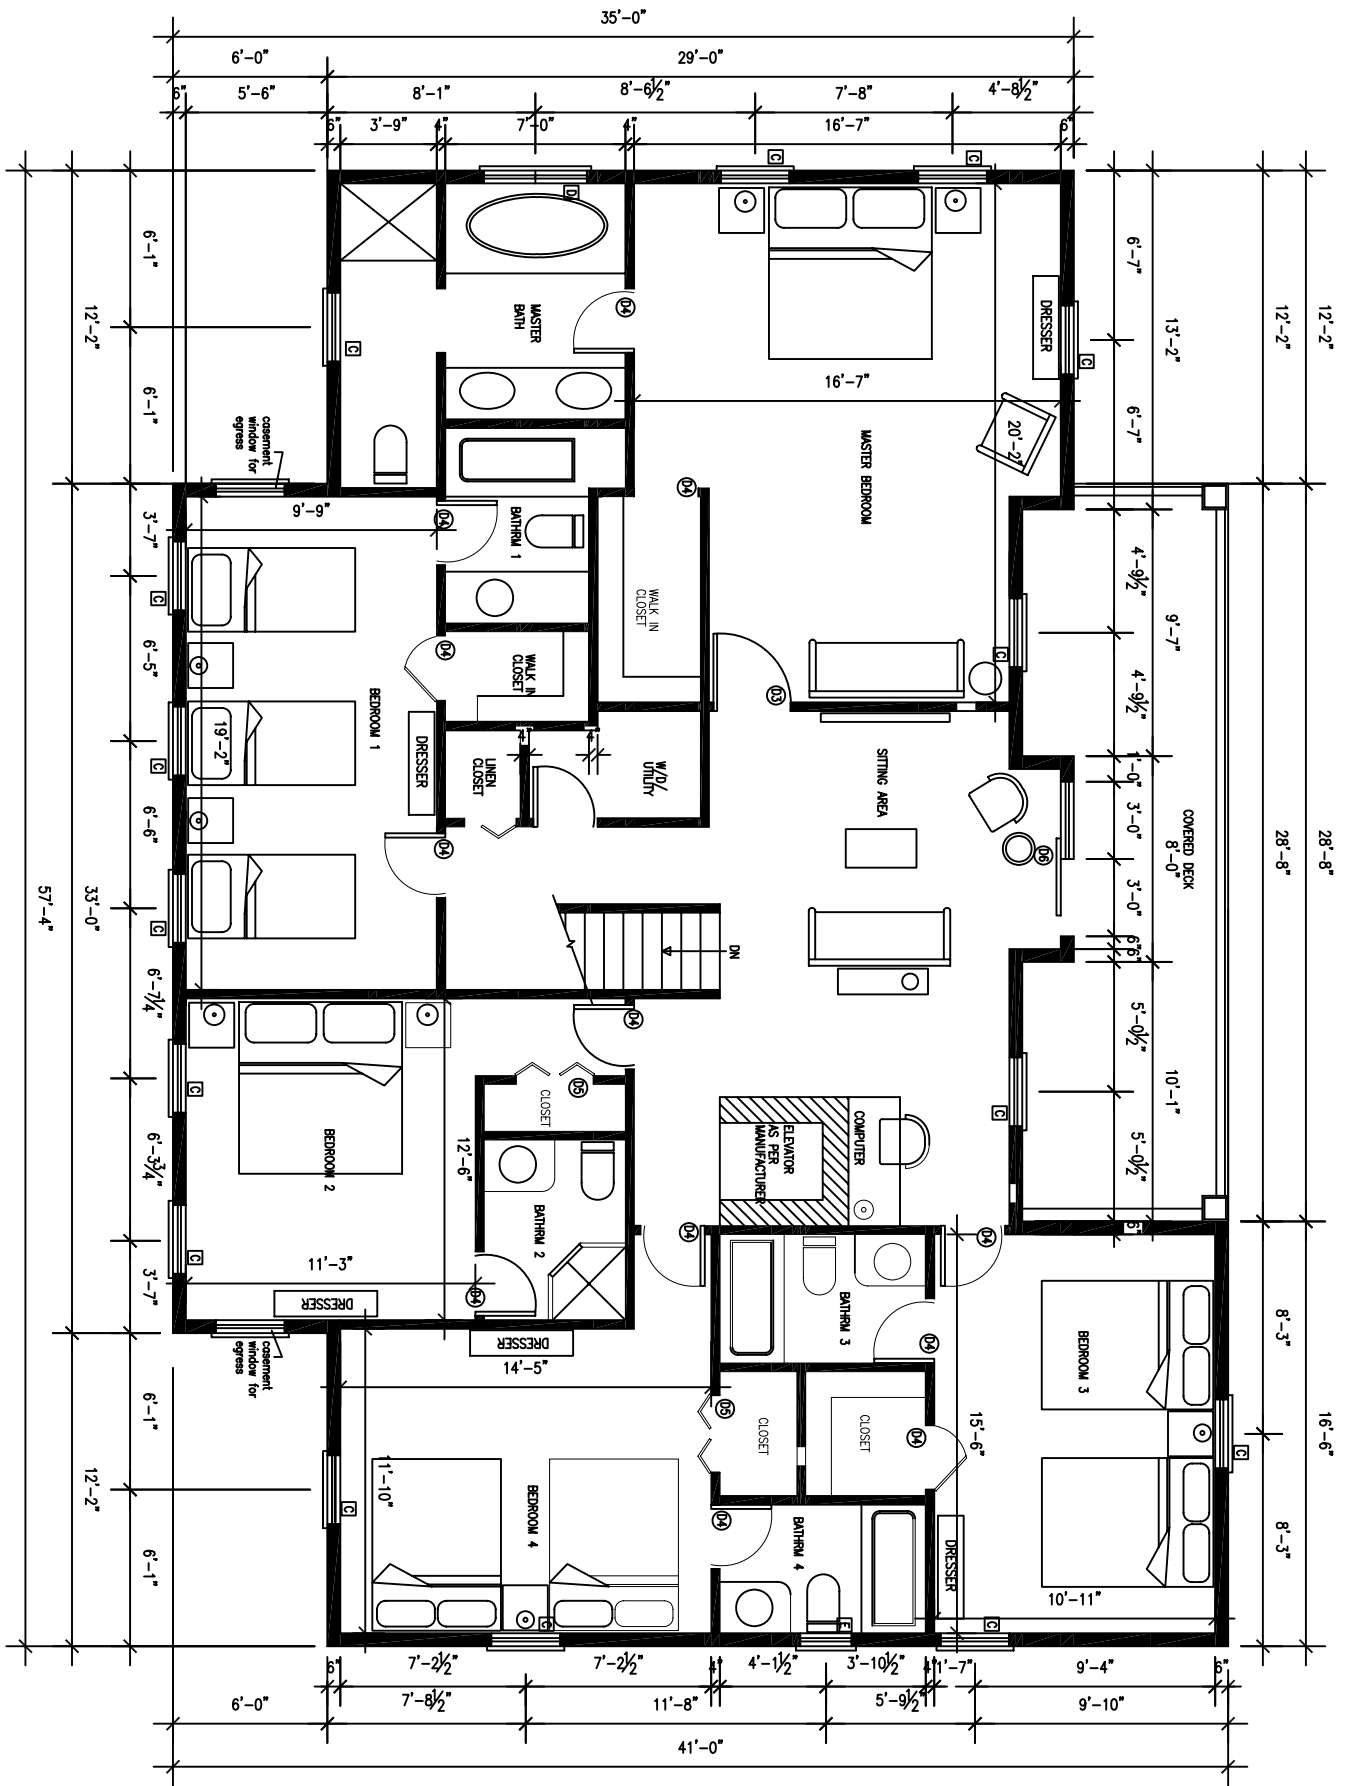 35'-0"
6'-0"
29'-0"
6"
5'-6"
8'-1"
8'-6½"
7'-8"
4'-8½"
6"
3'-9"
4"
7'-0"
4"
16'-7"
6"
C
C
D
6'-1"
12'-2"
6'-1"
C
MASTER
BATH
D4
DRESSER
C
16'-7"
20'-2"
MASTER BEDROOM
6'-7"
13'-2"
12'-2"
12'-2"
6'-7"
casement
window for
egress
9'-9"
D4
BATHRM 1
D4
WALK IN
CLOSET
3'-7"
C
6'-5"
C
6'-6"
C
6'-7¼"
57'-4"
33'-0"
BEDROOM 1
19'-2"
DRESSER
D4
WALK IN
CLOSET
D4
LINEN
CLOSET
4"
4"
W/D/
UTILITY
D3
C
SITTING AREA
D6
4'-9½"
9'-7"
4'-9½"
1'-0"
3'-0"
3'-0"
6"
6"
COVERED DECK
8'-0"
28'-8"
28'-8"
5'-0½"
10'-1"
5'-0½"
6"
DN
D4
D5
CLOSET
C
C
BEDROOM 2
12'-6"
11'-3"
BATHRM 2
D4
DRESSER
6'-3¾"
3'-7"
casement
window for
egress
ELEVATOR
AS PER
MANUFACTURER
COMPUTER
C
D4
D4
BATHRM 3
D4
BEDROOM 3
8'-3"
16'-6"
8'-3"
C
DRESSER
14'-5"
D5
CLOSET
CLOSET
D4
15'-6"
11'-10"
BEDROOM 4
C
C
D4
BATHRM 4
F
DRESSER
10'-11"
C
6'-1"
12'-2"
6'-1"
6"
7'-2½"
7'-2½"
4"
4'-1½"
3'-10½"
4"
1'-7"
9'-4"
6"
6'-0"
7'-8½"
11'-8"
5'-9½"
9'-10"
41'-0"